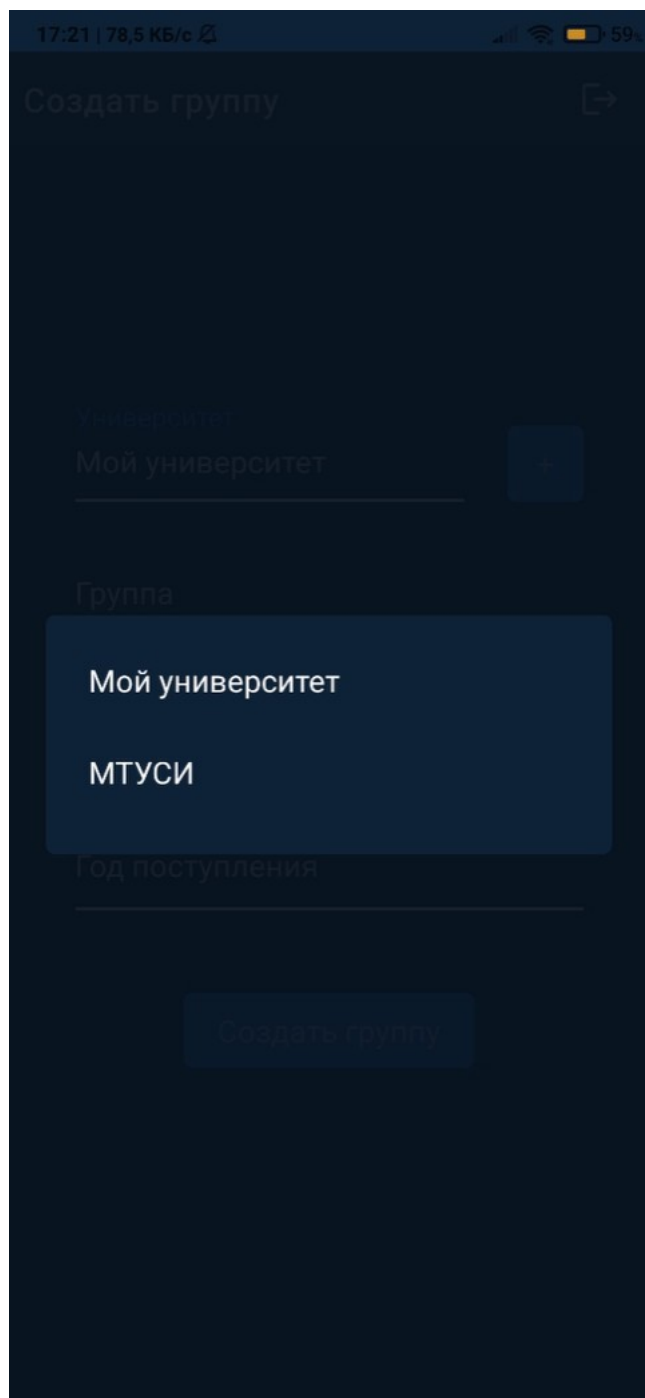 17:21 | 78,5 КБ/с
59%
Создать группу
Университет
Мой университет
+
Группа
Мой университет
МТУСИ
Год поступления
Создать группу